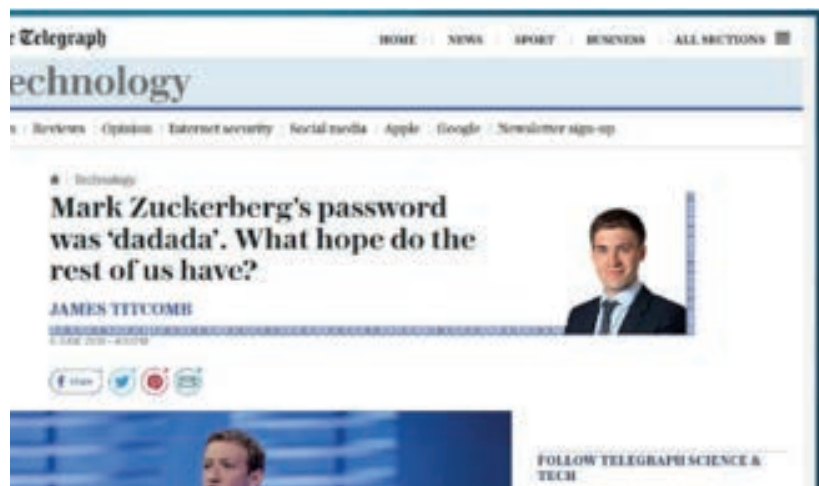 Telegraph
HOME NEWS SPORT BUSINESS ALL SECTIONS
echnology
Reviews Opinion Internet security Social media Apple Google Newsletter sign-up
Technology
Mark Zuckerberg's password
was ‘dadada’. What hope do the
rest of us have?
JAMES TITCOMB
f share
FOLLOW TELEGRAPH SCIENCE &
TECH